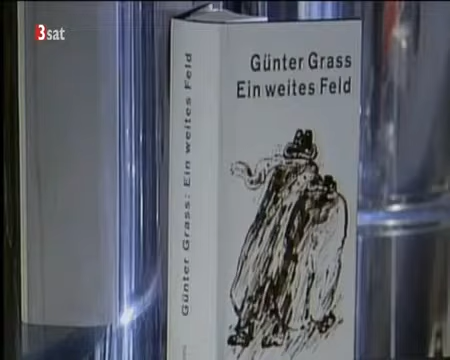 3sat
Günter Grass
Ein weites Feld
Günter Grass: Ein weites Feld